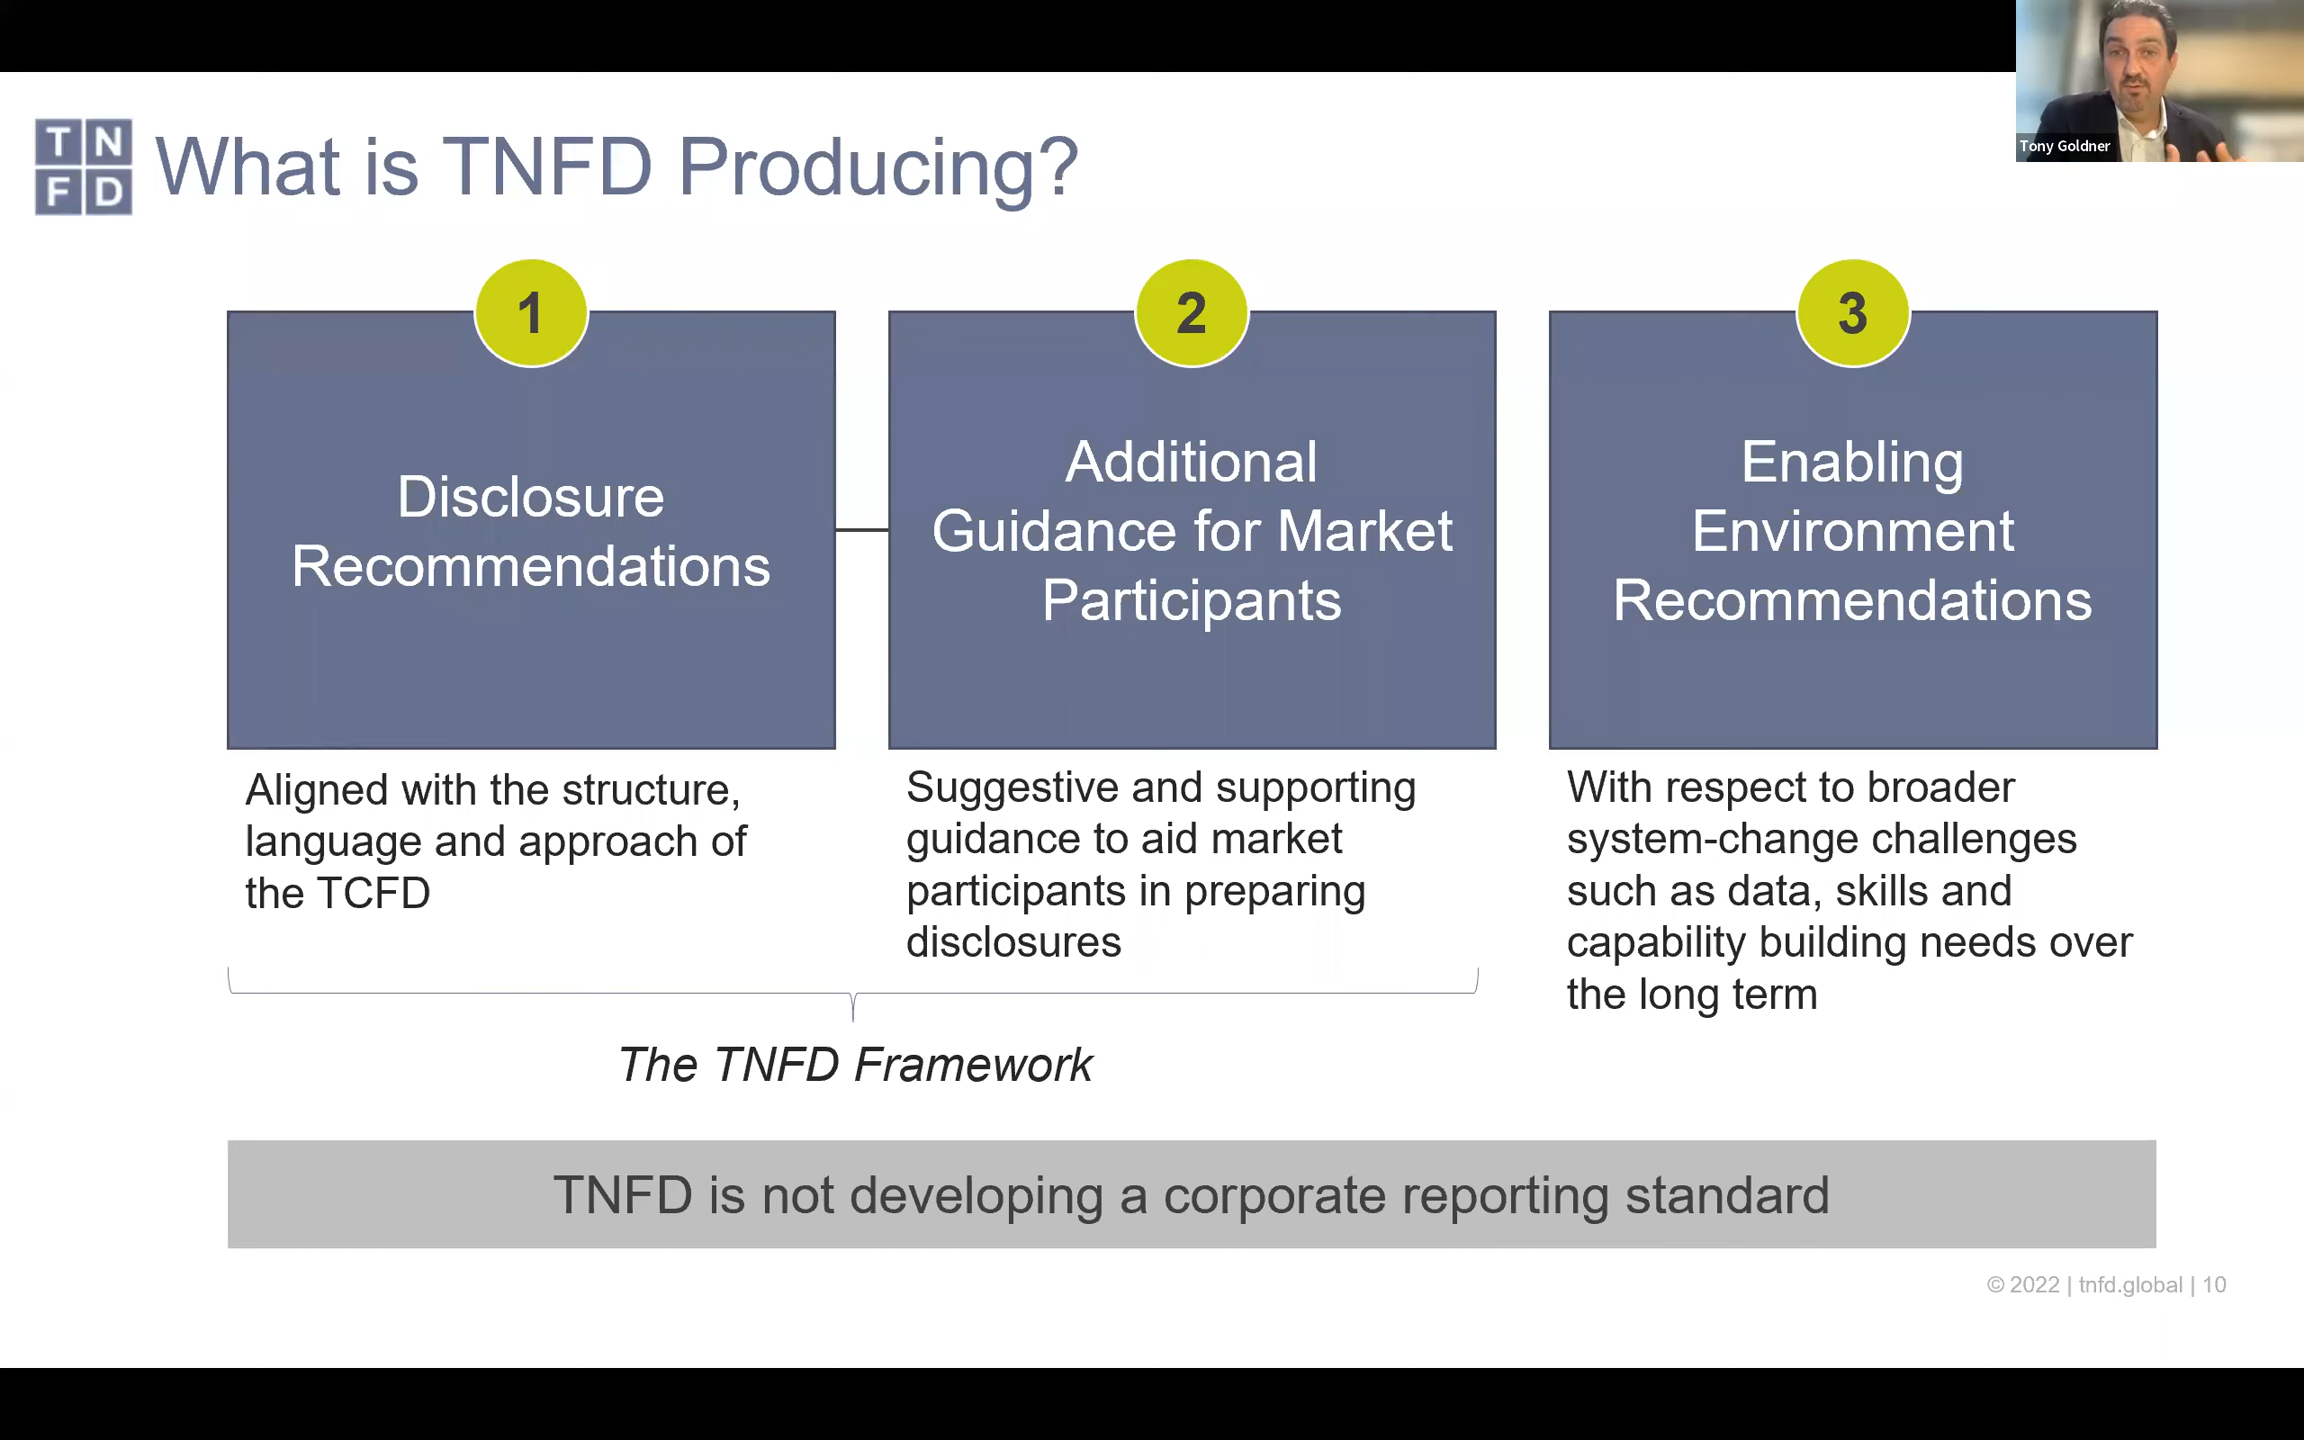 Tony Goldner
T N
F D
What is TNFD Producing?
1
Disclosure
Recommendations
Aligned with the structure,
language and approach of
the TCFD
2
Additional
Guidance for Market
Participants
Suggestive and supporting
guidance to aid market
participants in preparing
disclosures
3
Enabling
Environment
Recommendations
With respect to broader
system-change challenges
such as data, skills and
capability building needs over
the long term
The TNFD Framework
TNFD is not developing a corporate reporting standard
© 2022 | tnfd.global | 10